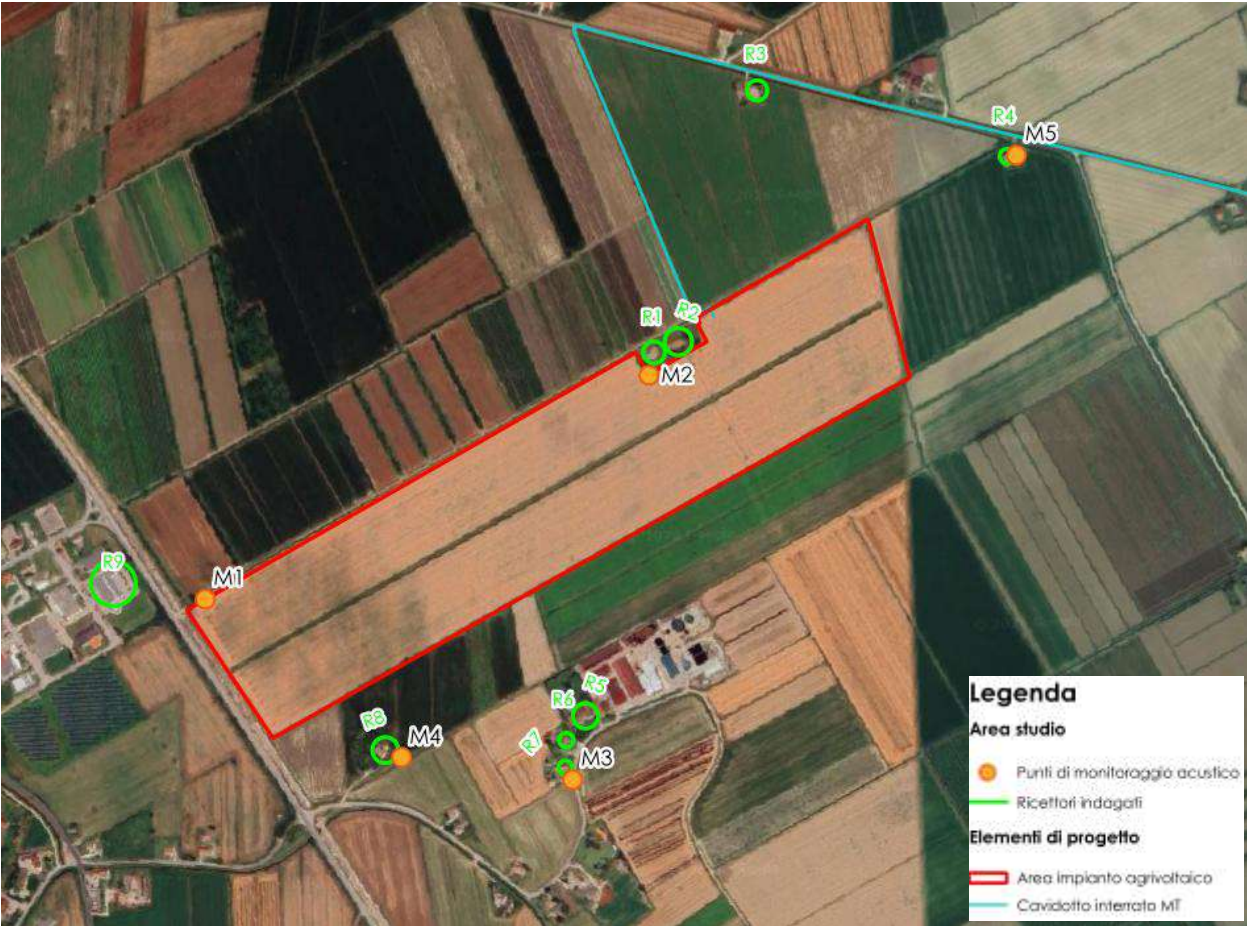 R3
R4
M5
R1
R2
M2
R9
M1
R6
R5
R7
R8
M4
M3
Legenda
Area studio
Punti di monitoraggio acustico
Ricettori indagati
Elementi di progetto
Area impianto agrivoltaico
Cavidotto interrato MT